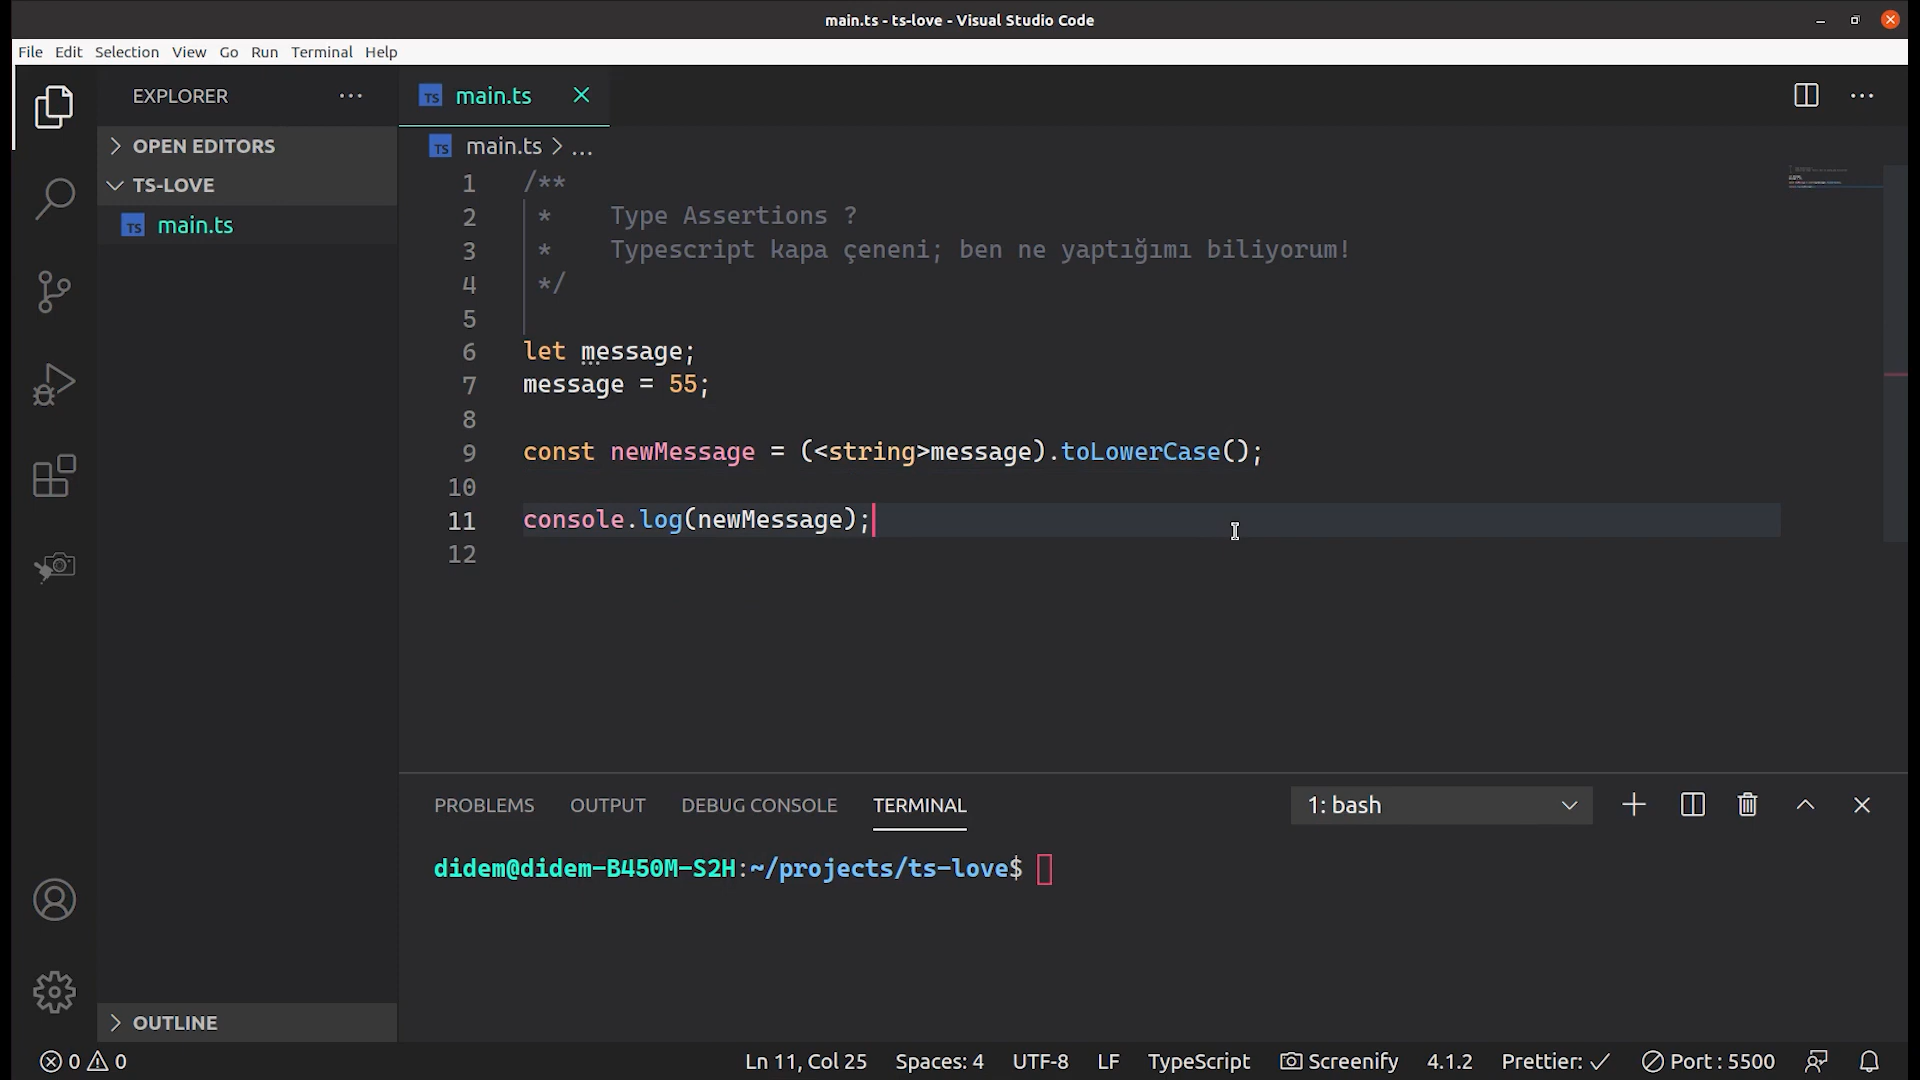 main.ts - ts-love - Visual Studio Code
File Edit Selection View Go Run Terminal Help
EXPLORER
main.ts
OPEN EDITORS
main.ts > ...
TS-LOVE
TS main.ts
1 /**
2 * Type Assertions ?
3 * Typescript kapa çeneni; ben ne yaptığımı biliyorum!
4 */
5
6 let message;
7 message = 55;
8
9 const newMessage = (<string>message).toLowerCase();
10
11 console.log(newMessage);
12
PROBLEMS OUTPUT DEBUG CONSOLE TERMINAL 1: bash
didem@didem-B450M-S2H:~/projects/ts-love$
OUTLINE
0 0 Ln 11, Col 25 Spaces: 4 UTF-8 LF TypeScript Screenify 4.1.2 Prettier: ✓ Port : 5500